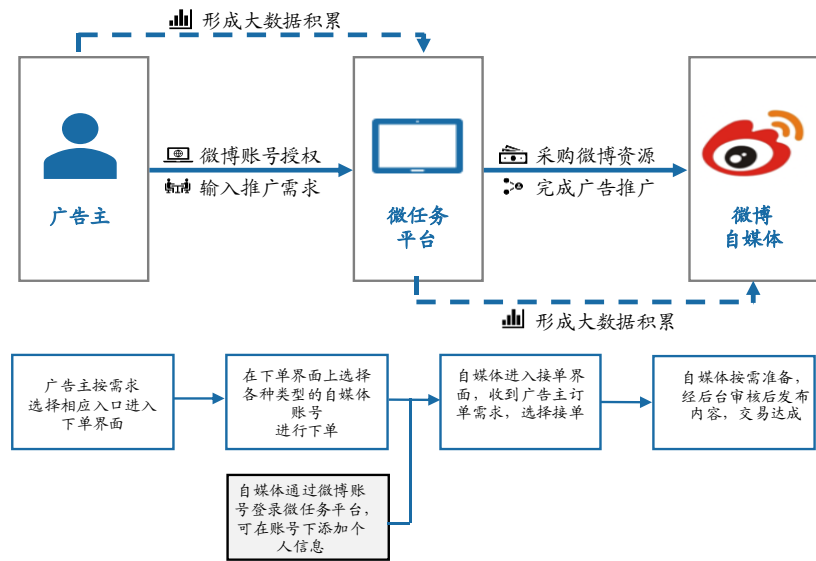 形成大数据积累
微博账号授权
输入推广需求
采购微博资源
完成广告推广
广告主
微任务
平台
微博
自媒体
形成大数据积累
广告主按需求
选择相应入口进入
下单界面
在下单界面上选择
各种类型的自媒体
账号
进行下单
自媒体进入接单界
面，收到广告主订
单需求，选择接单
自媒体按需准备，
经后台审核后发布
内容，交易达成
自媒体通过微博账
号登录微任务平台，
可在账号下添加个
人信息